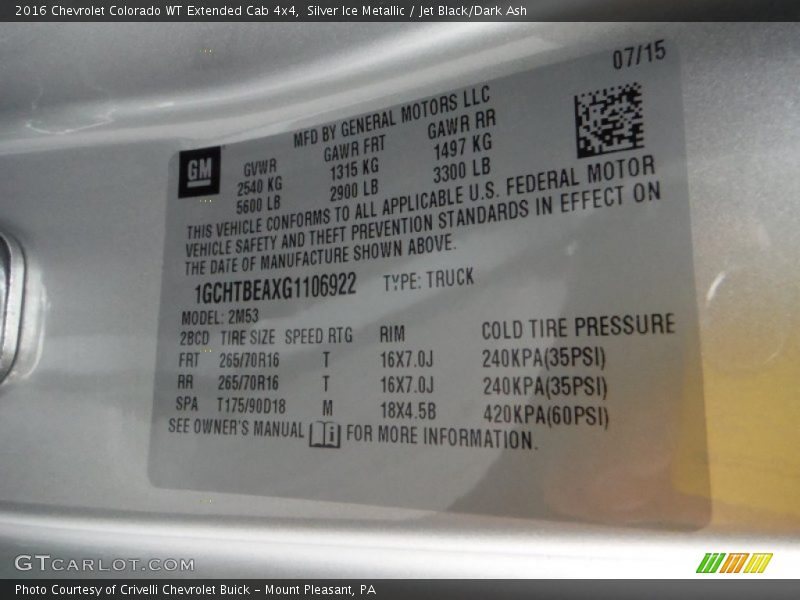 2016 Chevrolet Colorado WT Extended Cab 4x4, Silver Ice Metallic / Jet Black/Dark Ash
07/15
MFD BY GENERAL MOTORS LLC
GM
GVWR GAWR FRT GAWR RR
2540 KG 1315 KG 1497 KG
5600 LB 2900 LB 3300 LB
THIS VEHICLE CONFORMS TO ALL APPLICABLE U.S. FEDERAL MOTOR
VEHICLE SAFETY AND THEFT PREVENTION STANDARDS IN EFFECT ON
THE DATE OF MANUFACTURE SHOWN ABOVE.
1GCHTBEAXG1106922 TYPE: TRUCK
MODEL: 2M53
28CD TIRE SIZE SPEED RTG RIM COLD TIRE PRESSURE
FRT 265/70R16 T 16X7.0J 240KPA(35PSI)
RR 265/70R16 T 16X7.0J 240KPA(35PSI)
SPA T175/90D18 M 18X4.5B 420KPA(60PSI)
SEE OWNER'S MANUAL i FOR MORE INFORMATION.
GTCARLOT.COM
Photo Courtesy of Crivelli Chevrolet Buick - Mount Pleasant, PA